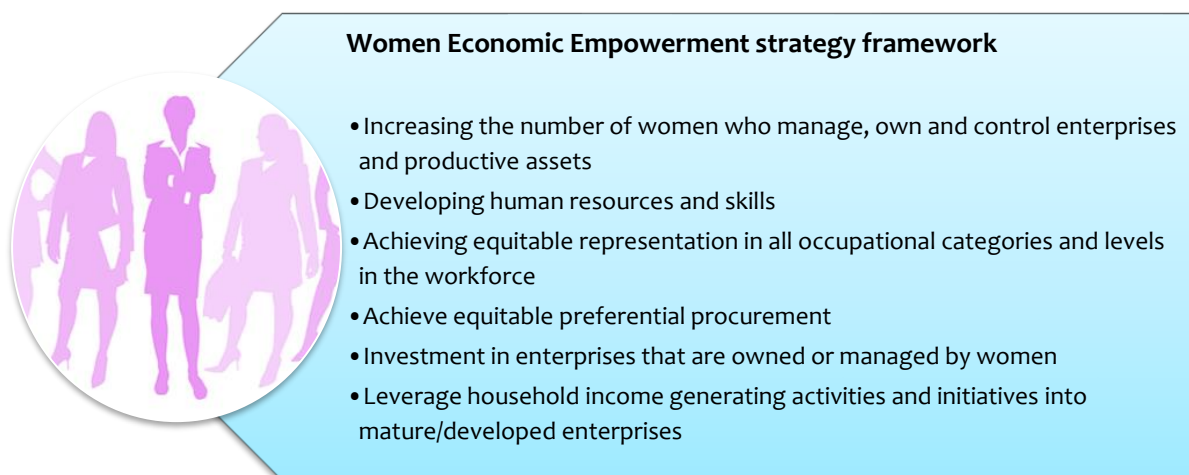 Women Economic Empowerment strategy framework
•Increasing the number of women who manage, own and control enterprises
and productive assets
•Developing human resources and skills
•Achieving equitable representation in all occupational categories and levels
in the workforce
•Achieve equitable preferential procurement
•Investment in enterprises that are owned or managed by women
•Leverage household income generating activities and initiatives into
mature/developed enterprises